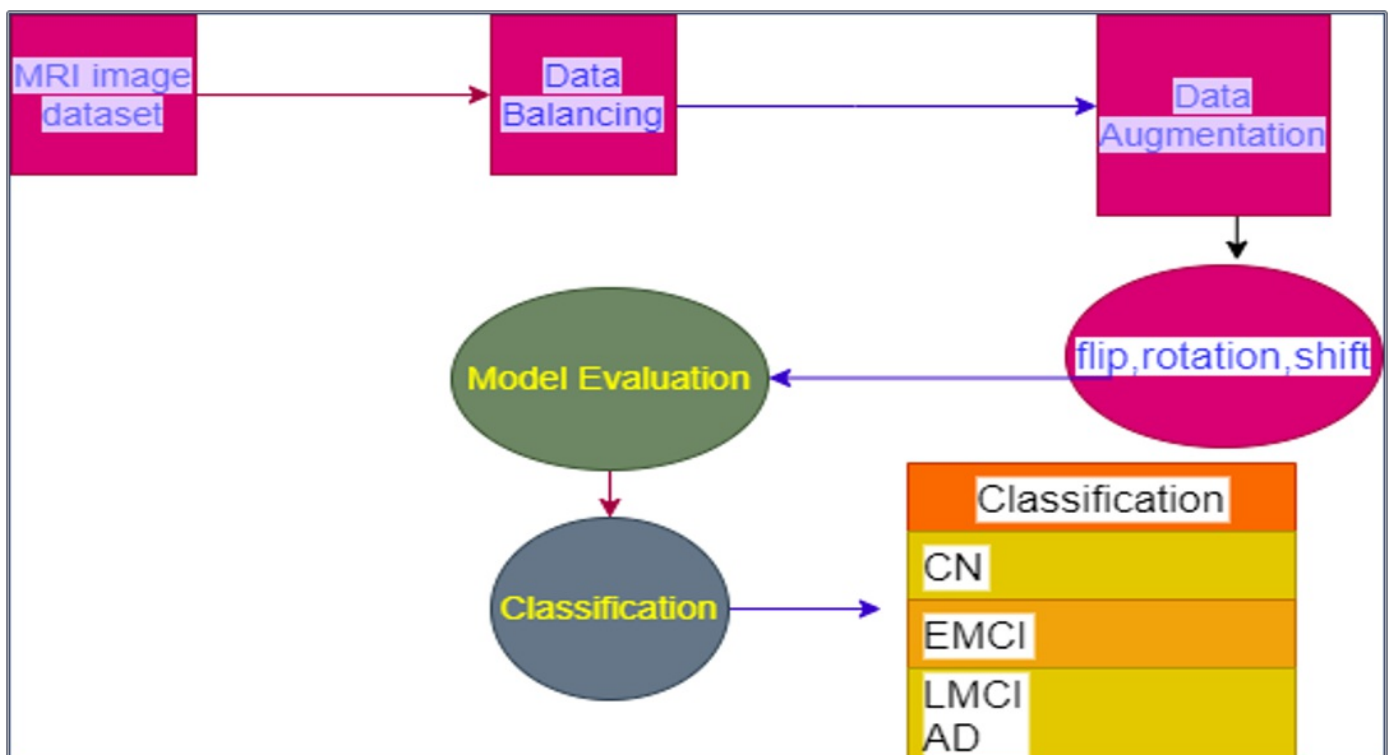 MRI image
dataset
Data
Balancing
Data
Augmentation
flip,rotation,shift
Model Evaluation
Classification
Classification
CN
EMCI
LMCI
AD